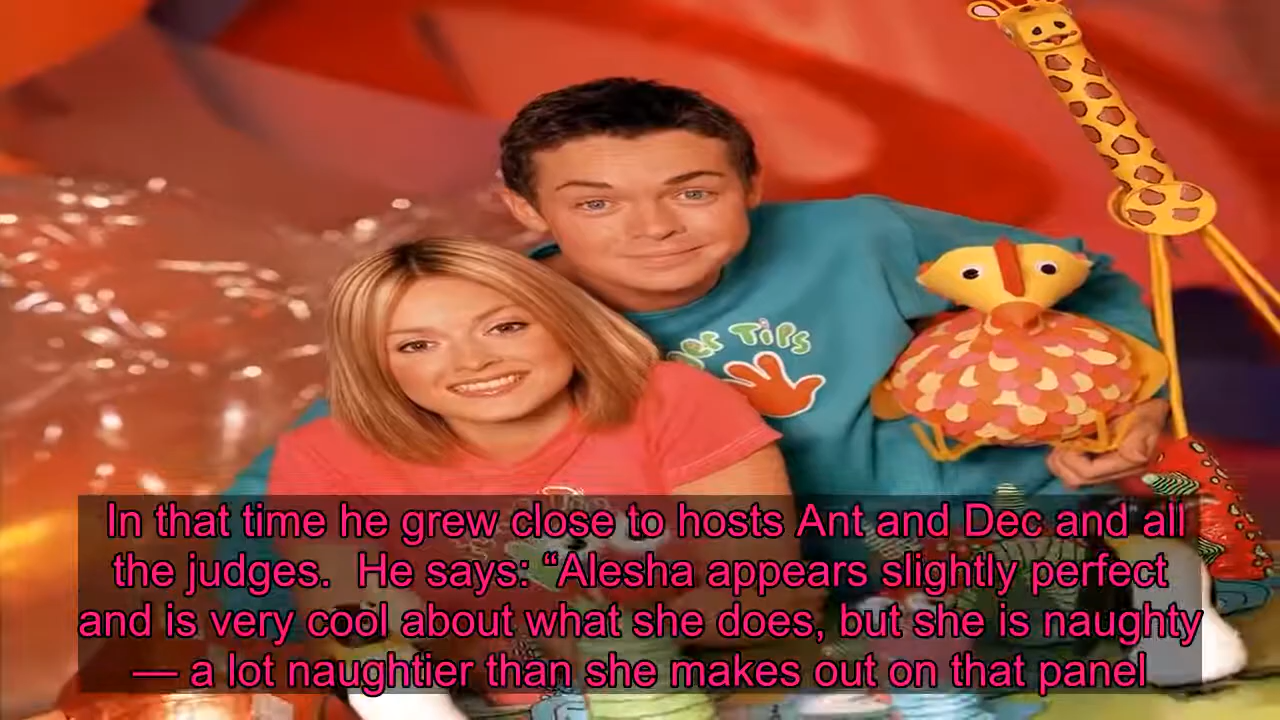 ers Tips
In that time he grew close to hosts Ant and Dec and all
the judges.  He says: “Alesha appears slightly perfect
and is very cool about what she does, but she is naughty
— a lot naughtier than she makes out on that panel